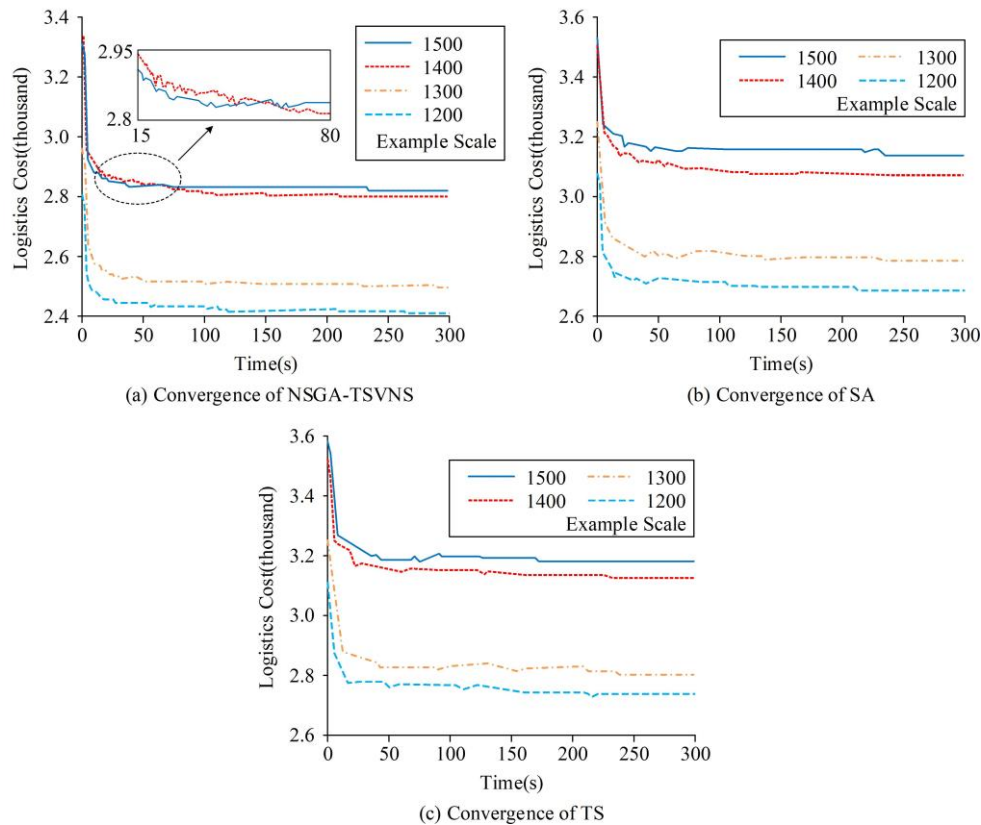 3.4
3.2
3.0
2.8
2.6
2.4
Logistics Cost(thousand)
2.95
2.8
15
80
1500
1400
1300
1200
Example Scale
0 50 100 150 200 250 300
Time(s)
(a) Convergence of NSGA-TSVNS
3.6
3.4
3.2
3.0
2.8
2.6
Logistics Cost(thousand)
1500 1300
1400 1200
Example Scale
0 50 100 150 200 250 300
Time(s)
(b) Convergence of SA
3.6
3.4
3.2
3.0
2.8
2.6
Logistics Cost(thousand)
1500 1300
1400 1200
Example Scale
0 50 100 150 200 250 300
Time(s)
(c) Convergence of TS